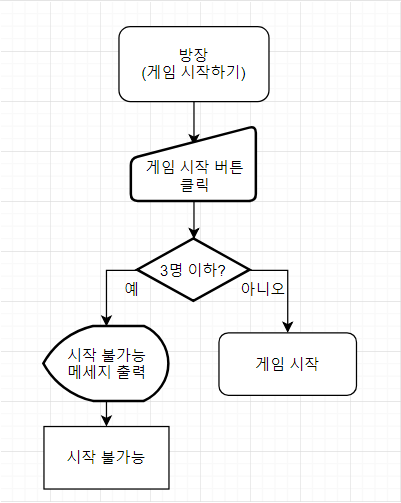 방장
(게임 시작하기)
게임 시작 버튼
클릭
3명 이하?
예
아니오
시작 불가능
메세지 출력
게임 시작
시작 불가능